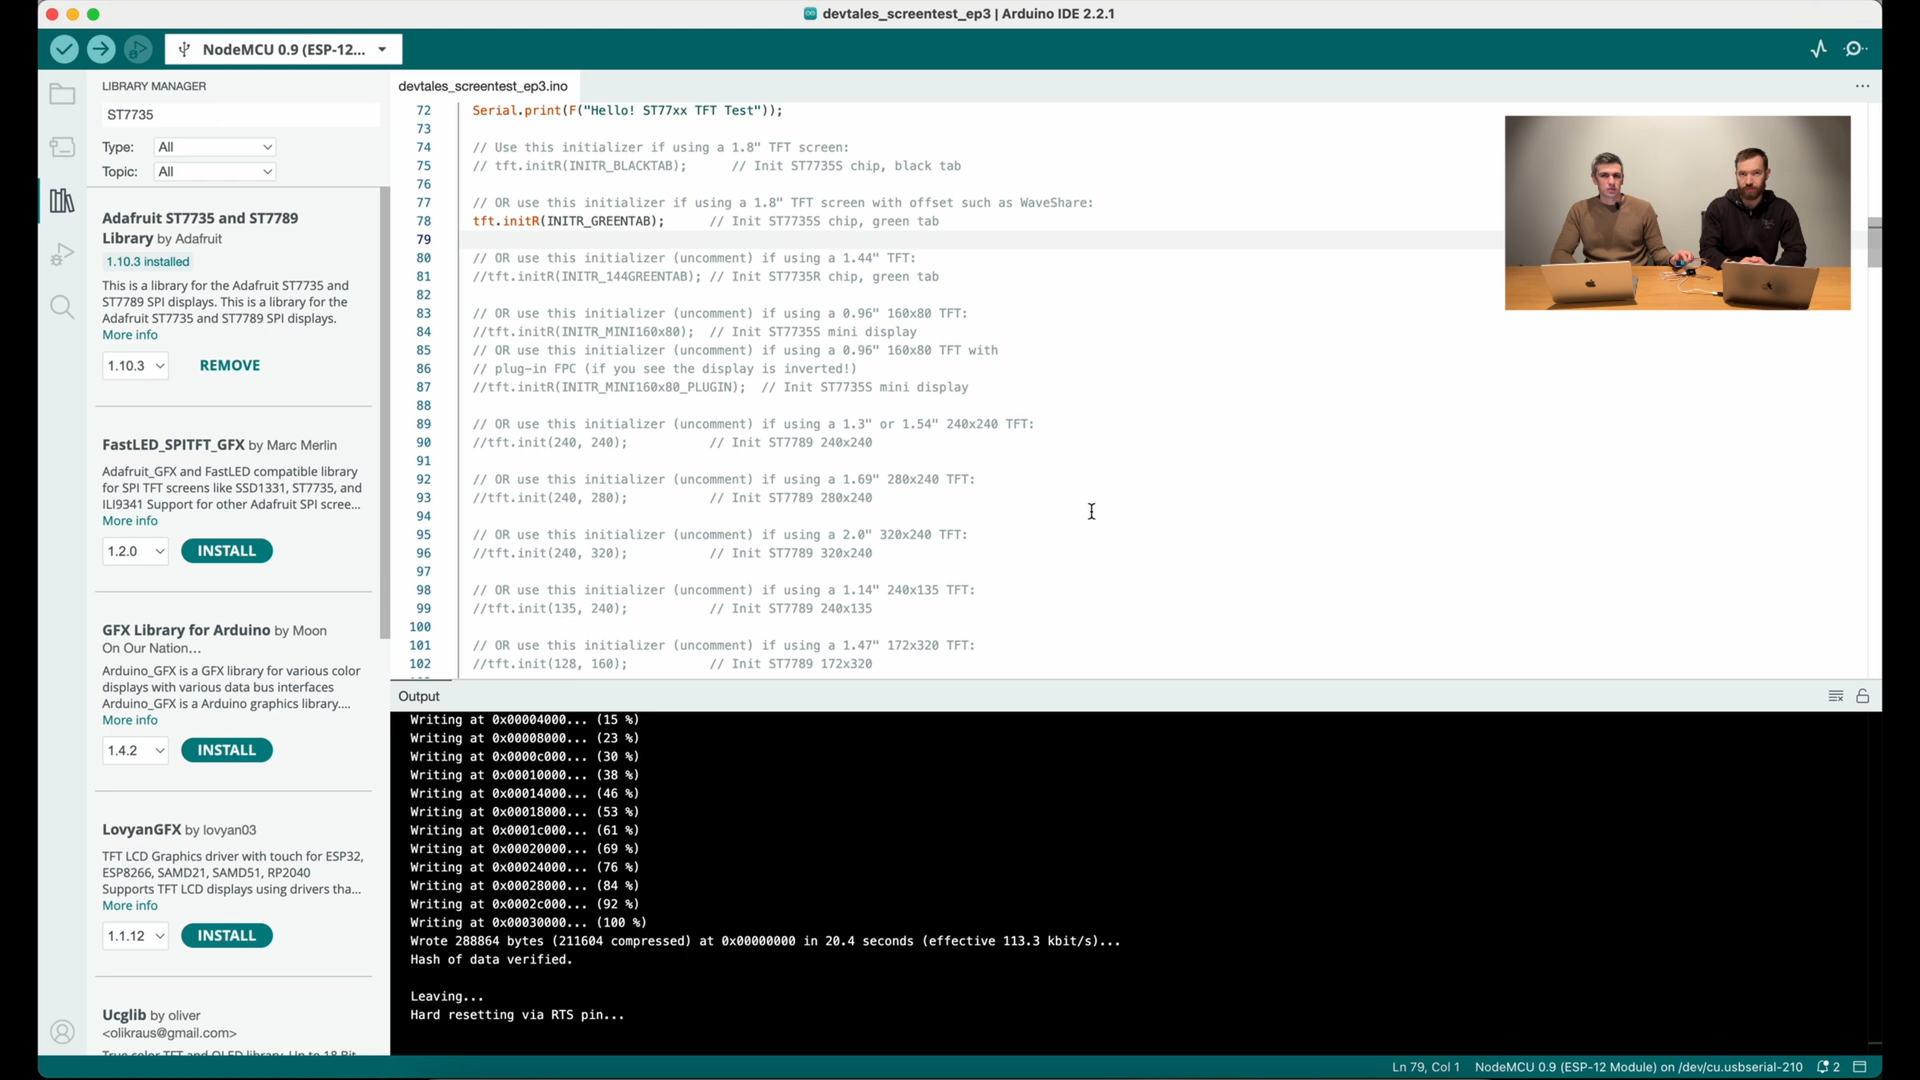 devtales_screentest_ep3 | Arduino IDE 2.2.1
NodeMCU 0.9 (ESP-12...
LIBRARY MANAGER
ST7735
Type: All
Topic: All
Adafruit ST7735 and ST7789
Library by Adafruit
1.10.3 installed
This is a library for the Adafruit ST7735 and
ST7789 SPI displays. This is a library for the
Adafruit ST7735 and ST7789 SPI displays.
More info
1.10.3 REMOVE
FastLED_SPITFT_GFX by Marc Merlin
Adafruit_GFX and FastLED compatible library
for SPI TFT screens like SSD1331, ST7735, and
ILI9341 Support for other Adafruit SPI scree...
More info
1.2.0 INSTALL
GFX Library for Arduino by Moon
On Our Nation...
Arduino_GFX is a GFX library for various color
displays with various data bus interfaces
Arduino_GFX is a Arduino graphics library....
More info
1.4.2 INSTALL
LovyanGFX by lovyan03
TFT LCD Graphics driver with touch for ESP32,
ESP8266, SAMD21, SAMD51, RP2040
Supports TFT LCD displays using drivers tha...
More info
1.1.12 INSTALL
Ucglib by oliver
<olikraus@gmail.com>
True color TFT and OLED library, Up to 18 Bit
devtales_screentest_ep3.ino
72 Serial.print(F("Hello! ST77xx TFT Test"));
73
74 // Use this initializer if using a 1.8" TFT screen:
75 // tft.initR(INITR_BLACKTAB); // Init ST7735S chip, black tab
76
77 // OR use this initializer if using a 1.8" TFT screen with offset such as WaveShare:
78 tft.initR(INITR_GREENTAB); // Init ST7735S chip, green tab
79
80 // OR use this initializer (uncomment) if using a 1.44" TFT:
81 //tft.initR(INITR_144GREENTAB); // Init ST7735R chip, green tab
82
83 // OR use this initializer (uncomment) if using a 0.96" 160x80 TFT:
84 //tft.initR(INITR_MINI160x80); // Init ST7735S mini display
85 // OR use this initializer (uncomment) if using a 0.96" 160x80 TFT with
86 // plug-in FPC (if you see the display is inverted!)
87 //tft.initR(INITR_MINI160x80_PLUGIN); // Init ST7735S mini display
88
89 // OR use this initializer (uncomment) if using a 1.3" or 1.54" 240x240 TFT:
90 //tft.init(240, 240); // Init ST7789 240x240
91
92 // OR use this initializer (uncomment) if using a 1.69" 280x240 TFT:
93 //tft.init(240, 280); // Init ST7789 280x240
94
95 // OR use this initializer (uncomment) if using a 2.0" 320x240 TFT:
96 //tft.init(240, 320); // Init ST7789 320x240
97
98 // OR use this initializer (uncomment) if using a 1.14" 240x135 TFT:
99 //tft.init(135, 240); // Init ST7789 240x135
100
101 // OR use this initializer (uncomment) if using a 1.47" 172x320 TFT:
102 //tft.init(128, 160); // Init ST7789 172x320
Output
Writing at 0x00004000... (15 %)
Writing at 0x00008000... (23 %)
Writing at 0x0000c000... (30 %)
Writing at 0x00010000... (38 %)
Writing at 0x00014000... (46 %)
Writing at 0x00018000... (53 %)
Writing at 0x0001c000... (61 %)
Writing at 0x00020000... (69 %)
Writing at 0x00024000... (76 %)
Writing at 0x00028000... (84 %)
Writing at 0x0002c000... (92 %)
Writing at 0x00030000... (100 %)
Wrote 288864 bytes (211604 compressed) at 0x00000000 in 20.4 seconds (effective 113.3 kbit/s)...
Hash of data verified.
Leaving...
Hard resetting via RTS pin...
Ln 79, Col 1 NodeMCU 0.9 (ESP-12 Module) on /dev/cu.usbserial-210 2